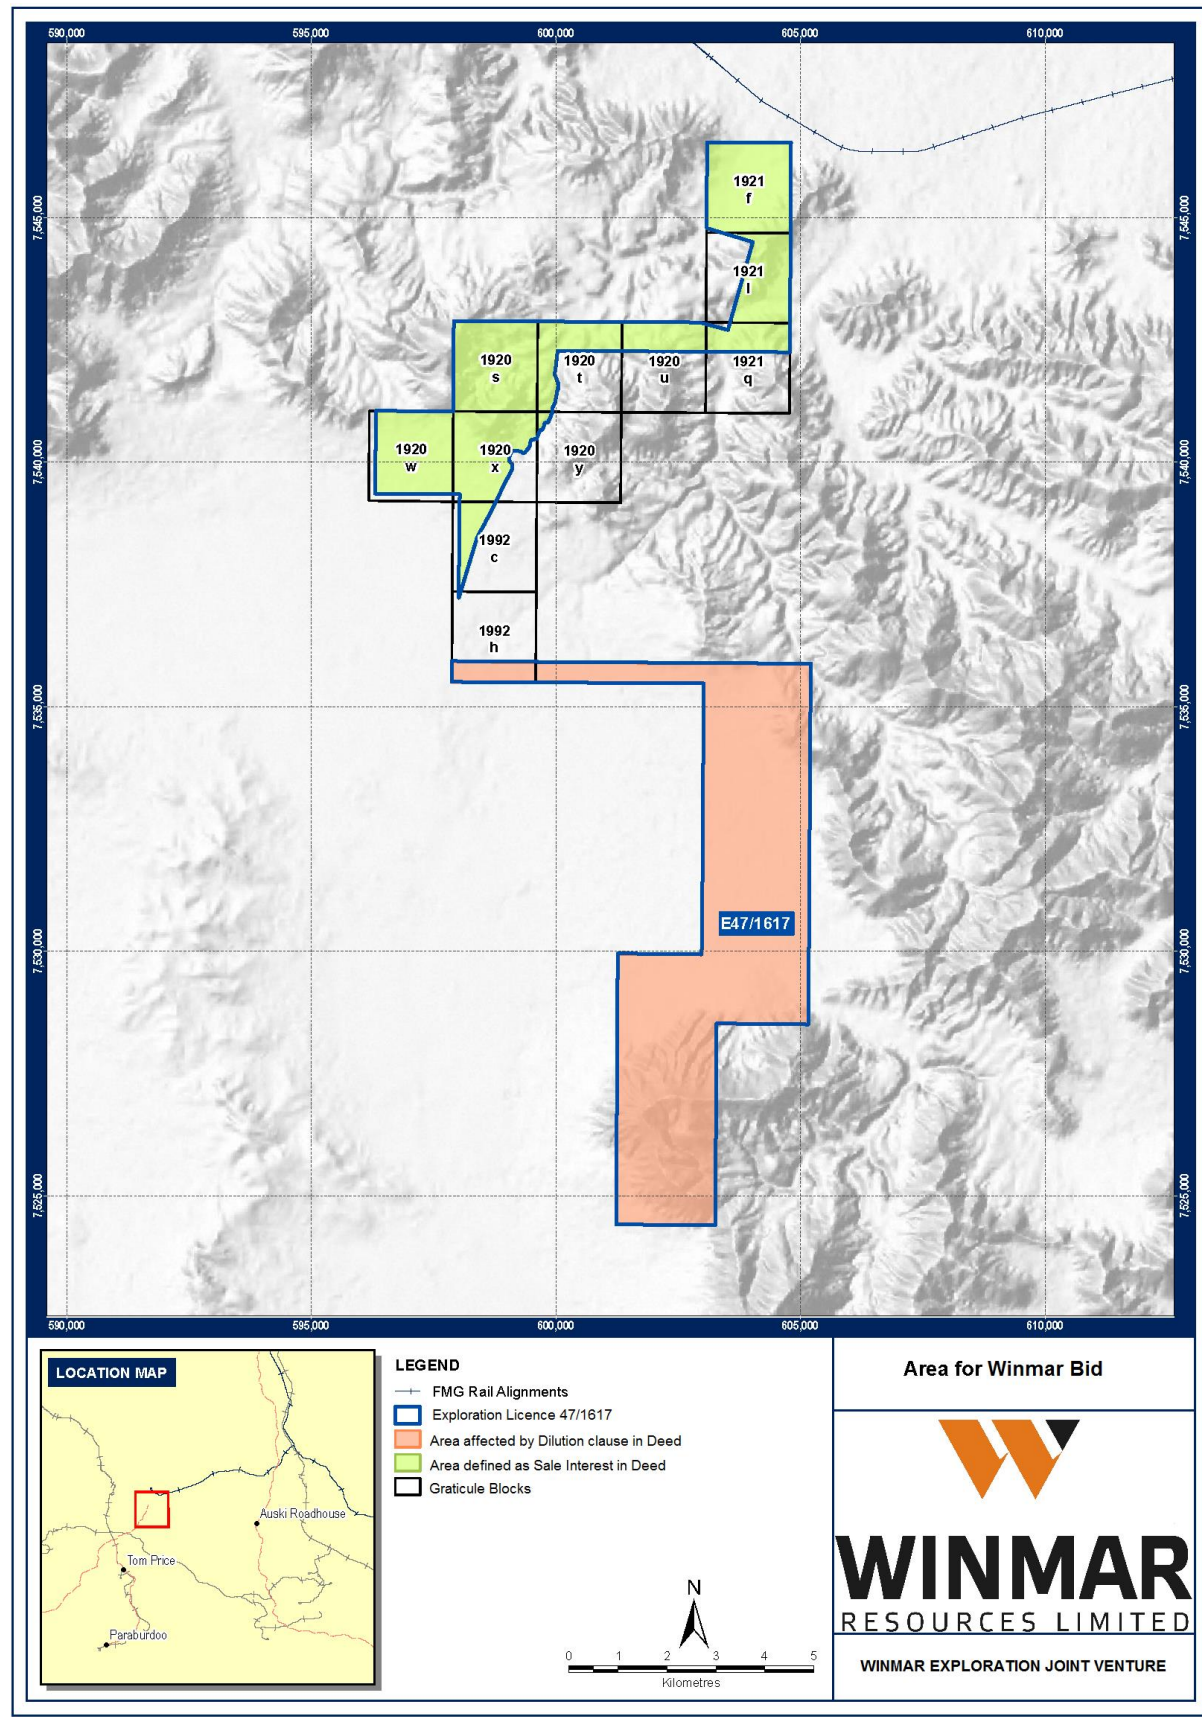 590,000
595,000
600,000
605,000
610,000
7,545,000
7,545,000
1921
f
1921
l
1920
s
1920
t
1920
u
1921
q
1920
w
1920
x
1920
y
7,540,000
7,540,000
1992
c
1992
h
7,535,000
7,535,000
E47/1617
7,530,000
7,530,000
7,525,000
7,525,000
590,000
595,000
600,000
605,000
610,000
LOCATION MAP
Auski Roadhouse
Tom Price
Paraburdoo
LEGEND
FMG Rail Alignments
Exploration Licence 47/1617
Area affected by Dilution clause in Deed
Area defined as Sale Interest in Deed
Graticule Blocks
N
0 1 2 3 4 5
Kilometres
Area for Winmar Bid
WINMAR
RESOURCES LIMITED
WINMAR EXPLORATION JOINT VENTURE